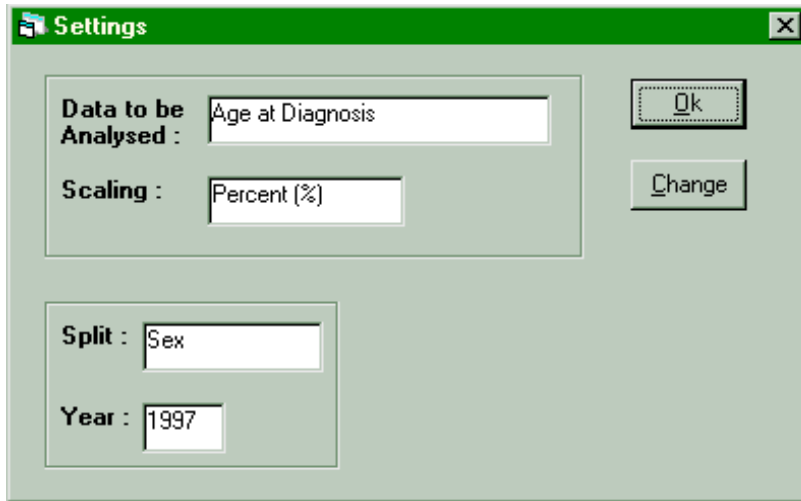 Settings
Data to be
Analysed :
Age at Diagnosis
Ok
Scaling :
Percent (%)
Change
Split :
Sex
Year :
1997